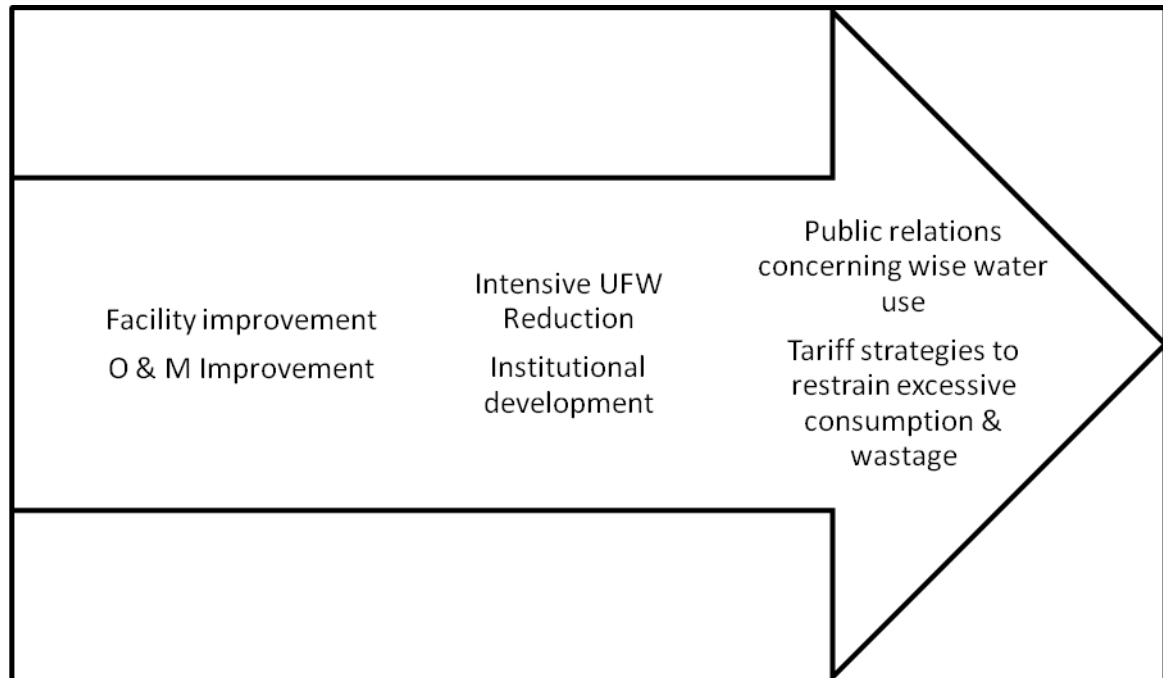 Facility improvement
O & M Improvement
Intensive UFW
Reduction
Institutional
development
Public relations
concerning wise water
use
Tariff strategies to
restrain excessive
consumption &
wastage